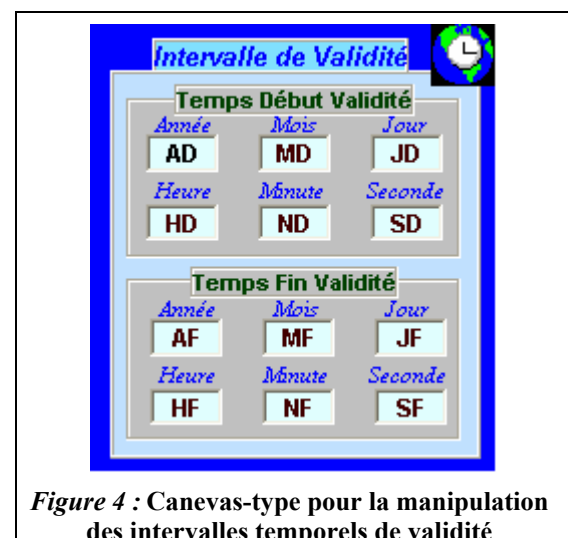 Intervalle de Validité
Temps Début Validité
Année Mois Jour
AD MD JD
Heure Minute Seconde
HD ND SD
Temps Fin Validité
Année Mois Jour
AF MF JF
Heure Minute Seconde
HF NF SF
Figure 4 : Canevas-type pour la manipulation
des intervalles temporels de validité